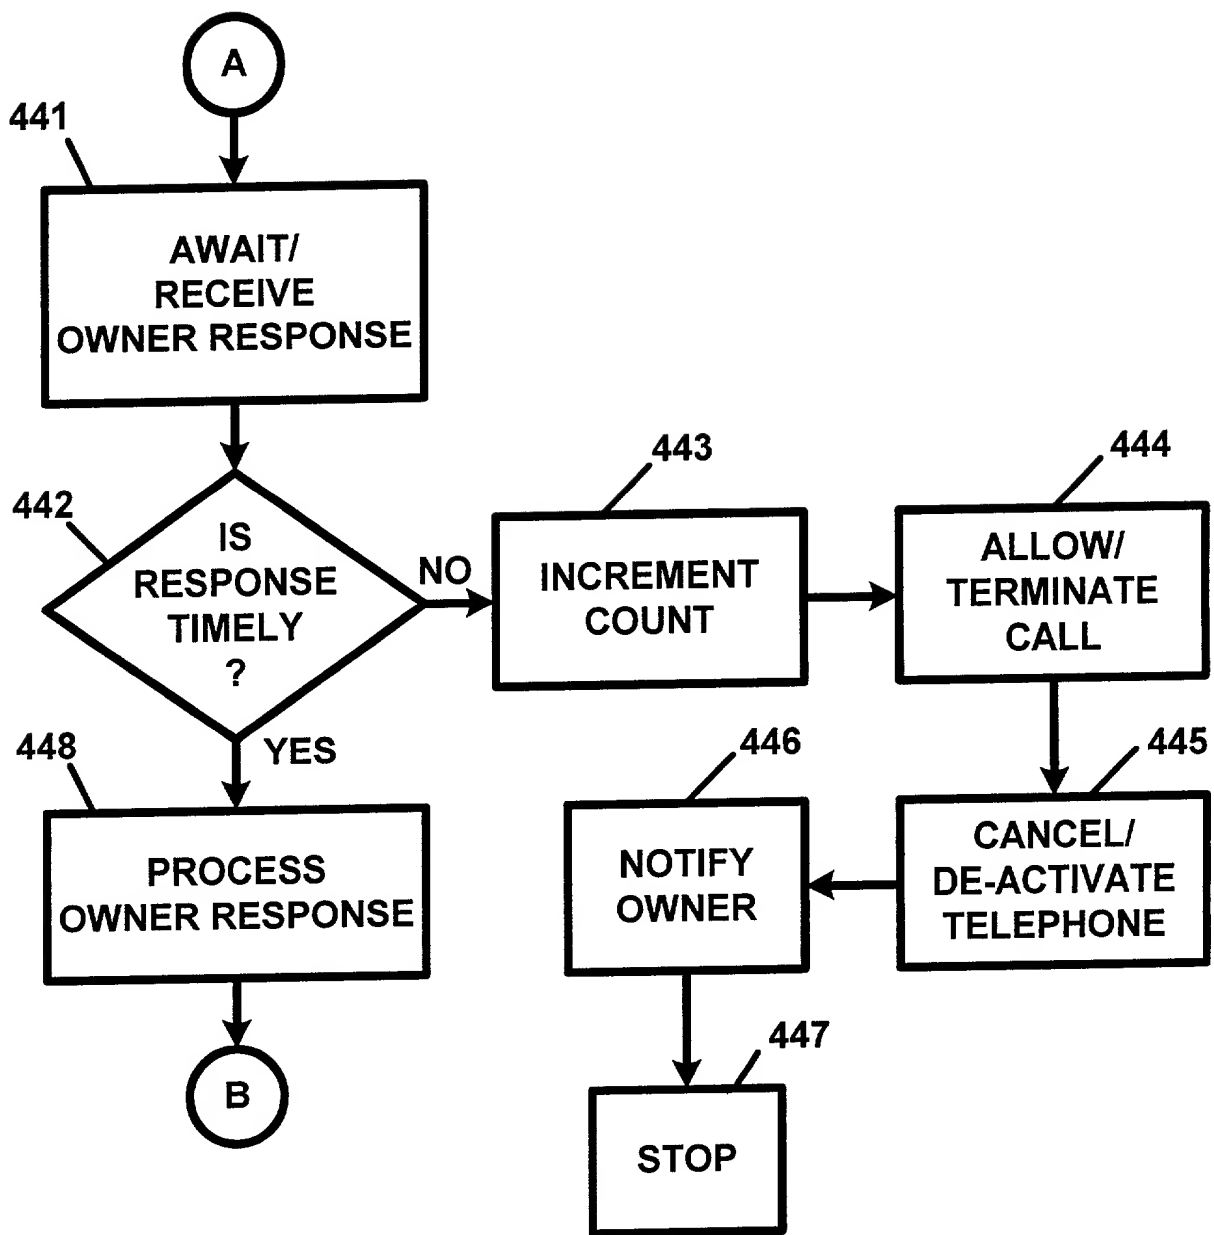 A
441
AWAIT/
RECEIVE
OWNER RESPONSE
442
IS
RESPONSE
TIMELY
?
NO
443
INCREMENT
COUNT
444
ALLOW/
TERMINATE
CALL
YES
448
PROCESS
OWNER RESPONSE
446
NOTIFY
OWNER
445
CANCEL/
DE-ACTIVATE
TELEPHONE
B
447
STOP